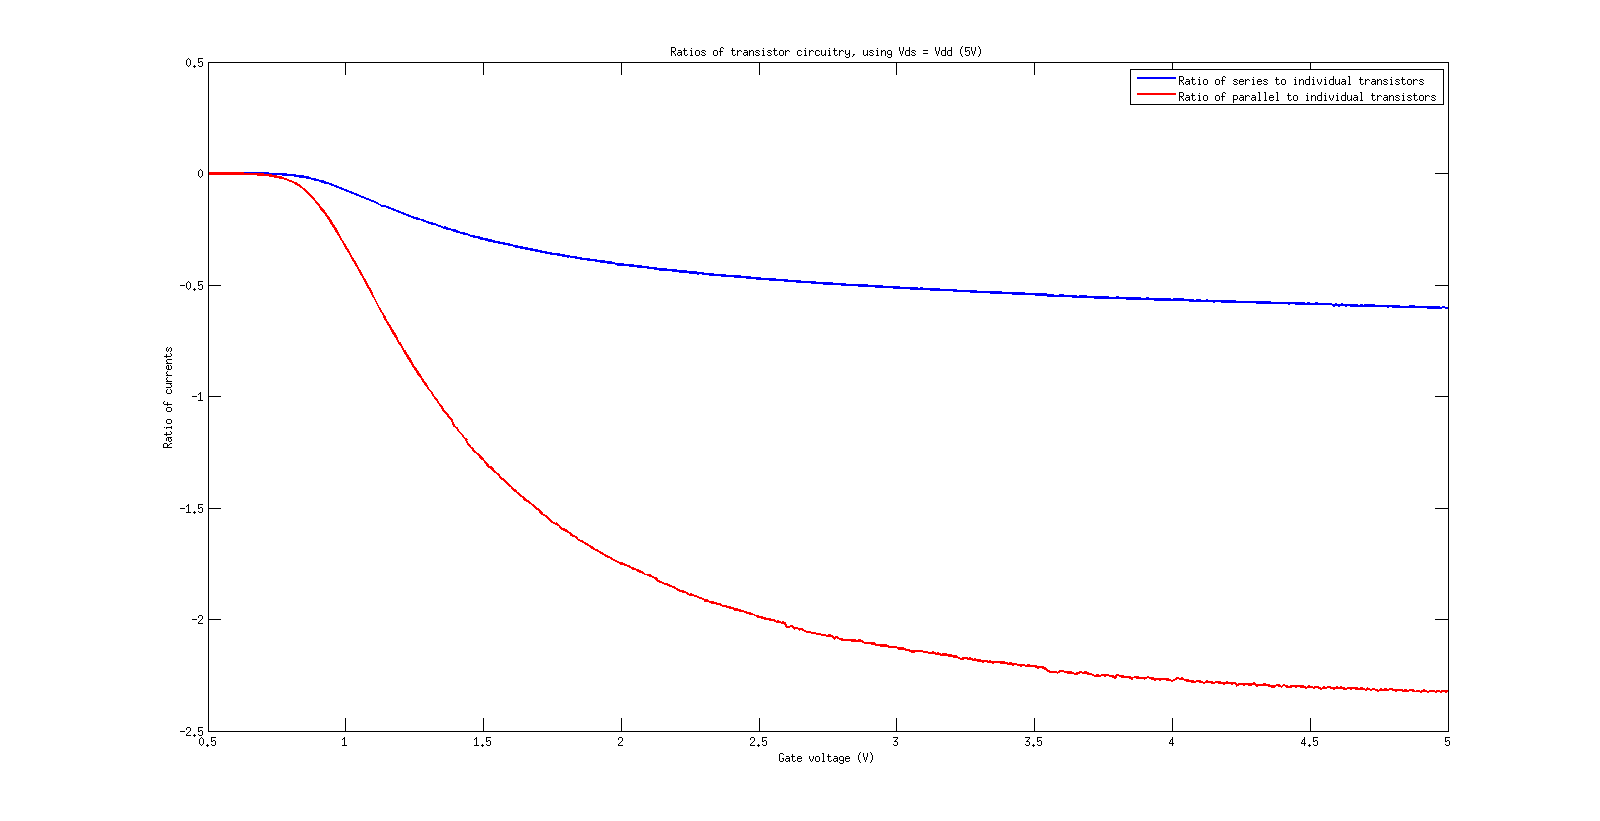 Ratios of transistor circuitry, using Vds = Vdd (5V)
Ratio of series to individual transistors
Ratio of parallel to individual transistors
0.5
0
-0.5
-1
-1.5
-2
-2.5
Ratio of currents
0.5 1 1.5 2 2.5 3 3.5 4 4.5 5
Gate voltage (V)